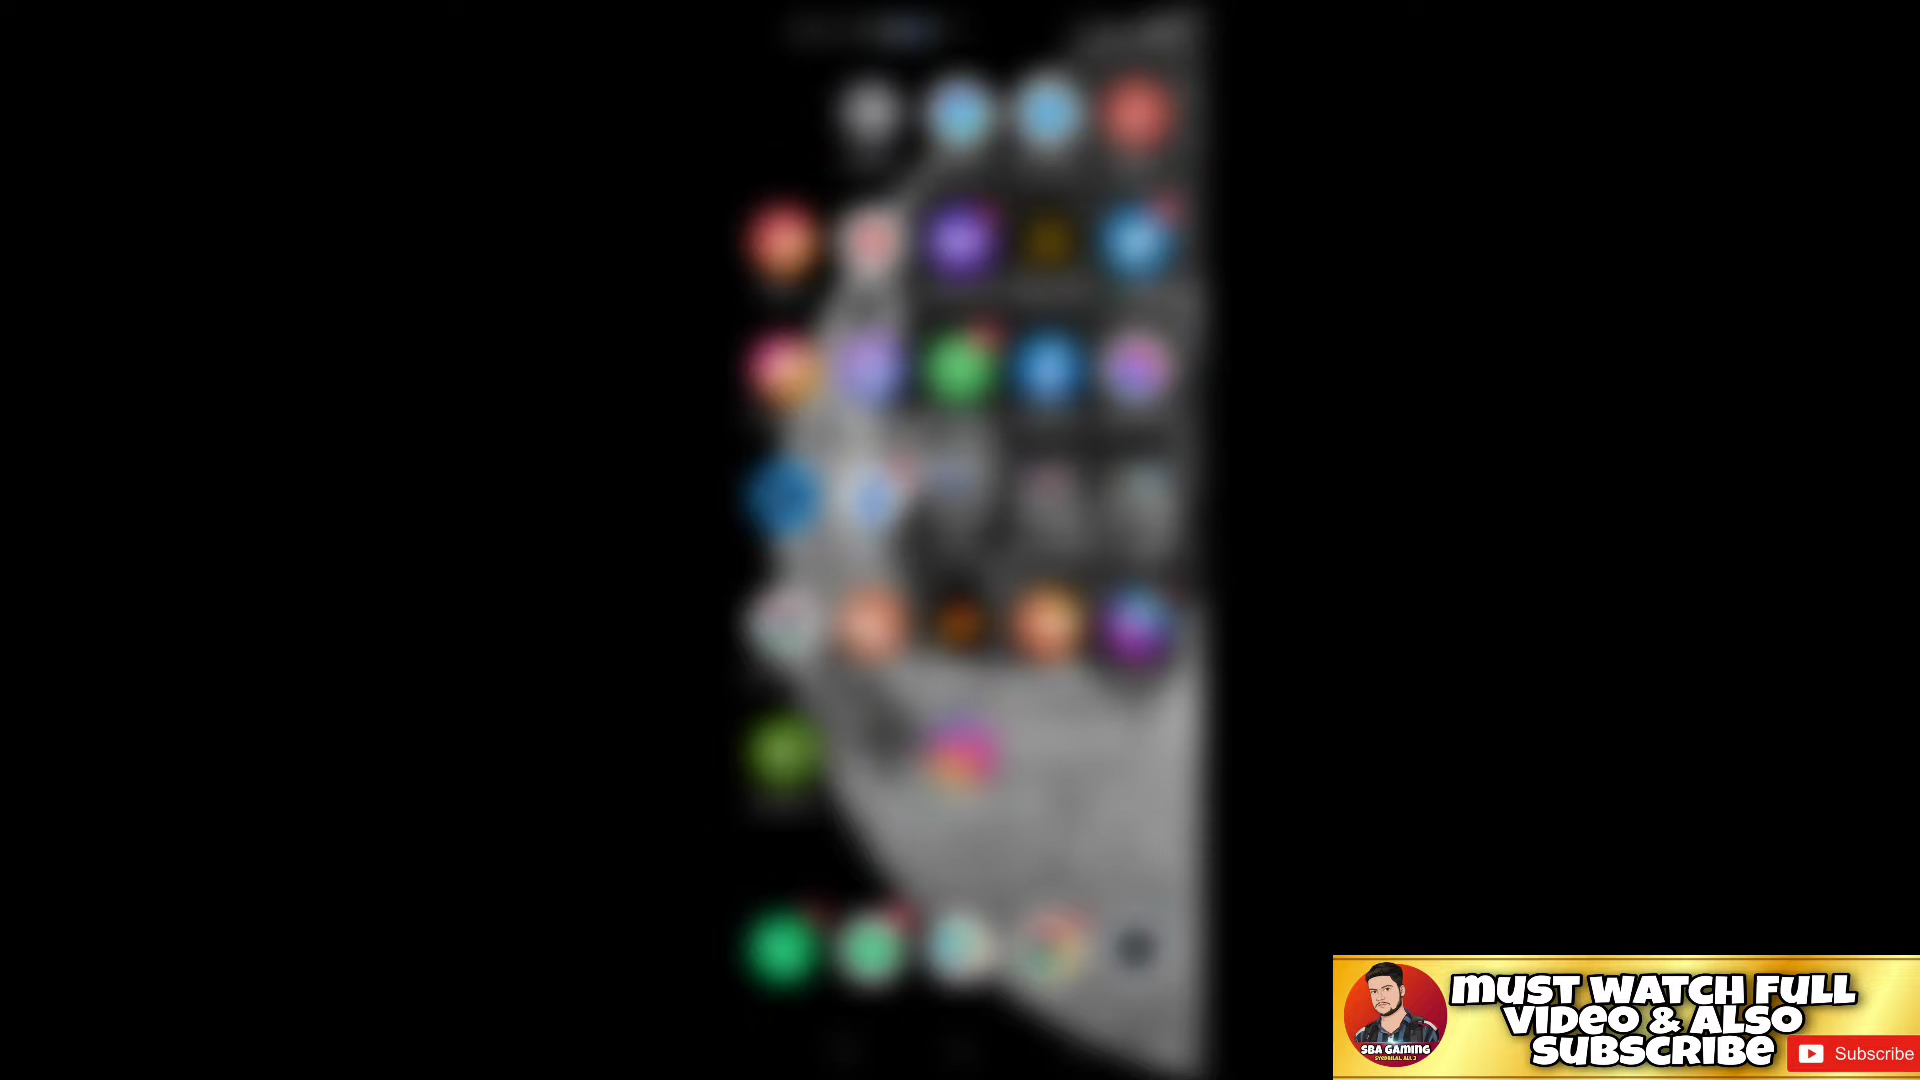 MUST WATCH FULL
VIDEO & ALSO
SUBSCRIBE
SBA GAMING
Subscribe